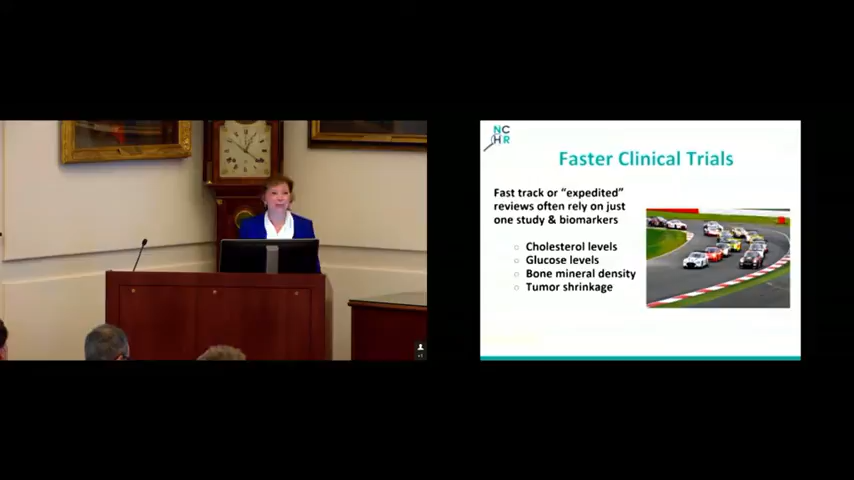 NC
HR
Faster Clinical Trials
Fast track or “expedited”
reviews often rely on just
one study & biomarkers
○ Cholesterol levels
○ Glucose levels
○ Bone mineral density
○ Tumor shrinkage